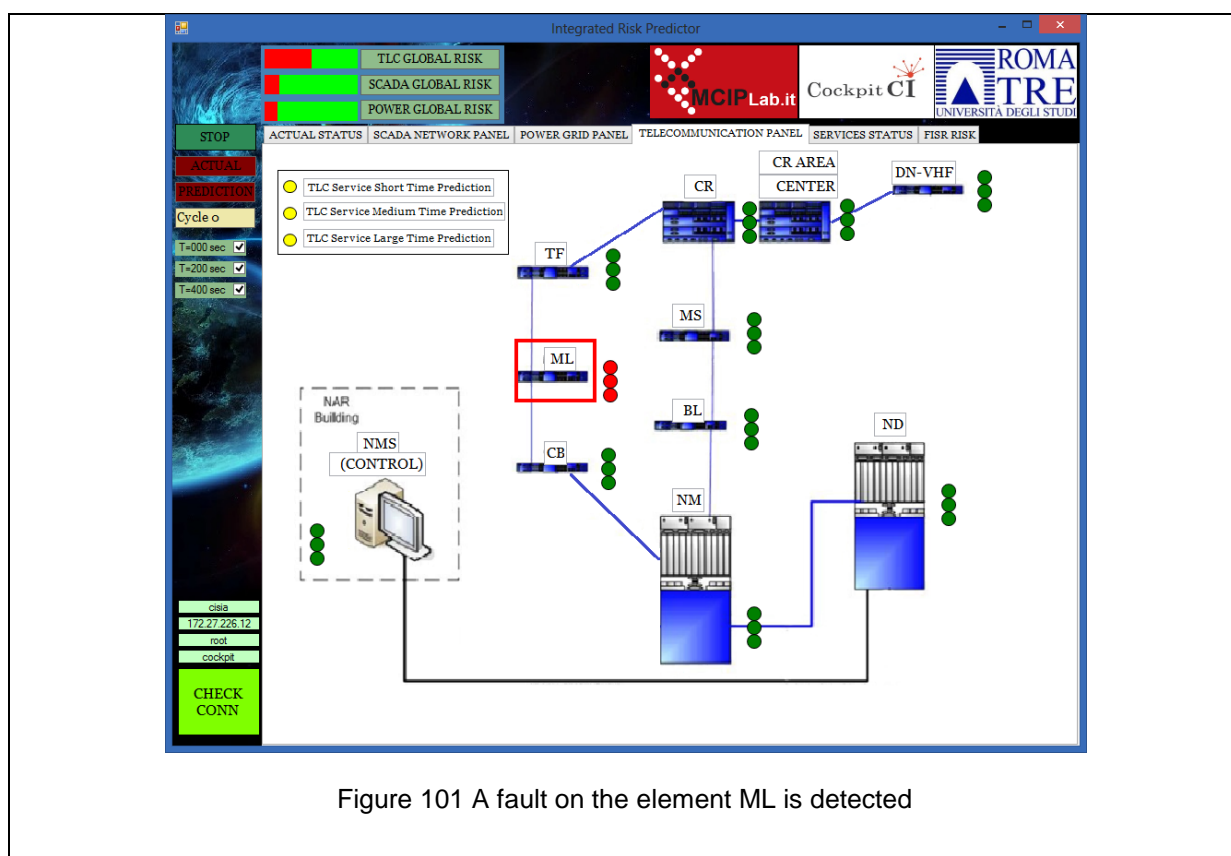 Integrated Risk Predictor
TLC GLOBAL RISK
SCADA GLOBAL RISK
POWER GLOBAL RISK
MCIPLab.it
CockpitCI
ROMA
TRE
UNIVERSITÀ DEGLI STUDI
STOP
ACTUAL STATUS
SCADA NETWORK PANEL
POWER GRID PANEL
TELECOMMUNICATION PANEL
SERVICES STATUS
FISR RISK
ACTUAL
PREDICTION
Cycle 0
T=000 sec
T=200 sec
T=400 sec
TLC Service Short Time Prediction
TLC Service Medium Time Prediction
TLC Service Large Time Prediction
CR
CR AREA
CENTER
DN-VHF
TF
MS
ML
BL
ND
NAR
Building
NMS
(CONTROL)
CB
NM
cisia
172.27.226.12
root
cockpit
CHECK
CONN
Figure 101 A fault on the element ML is detected